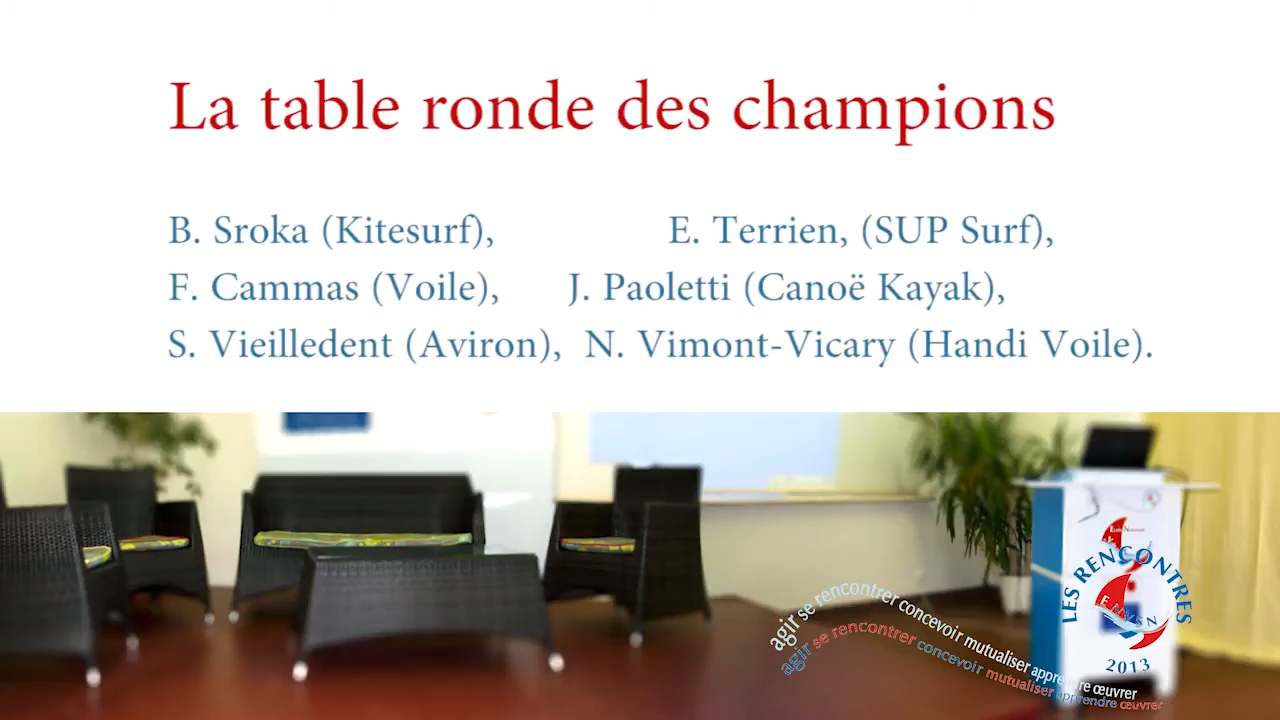 La table ronde des champions
B. Sroka (Kitesurf), E. Terrien, (SUP Surf),
F. Cammas (Voile), J. Paoletti (Canoë Kayak),
S. Vieilledent (Aviron), N. Vimont-Vicary (Handi Voile).
agir se rencontrer concevoir mutualiser apprendre œuvrer
agir se rencontrer concevoir mutualiser apprendre œuvrer
LES RENCONTRES
ENVSN
2013